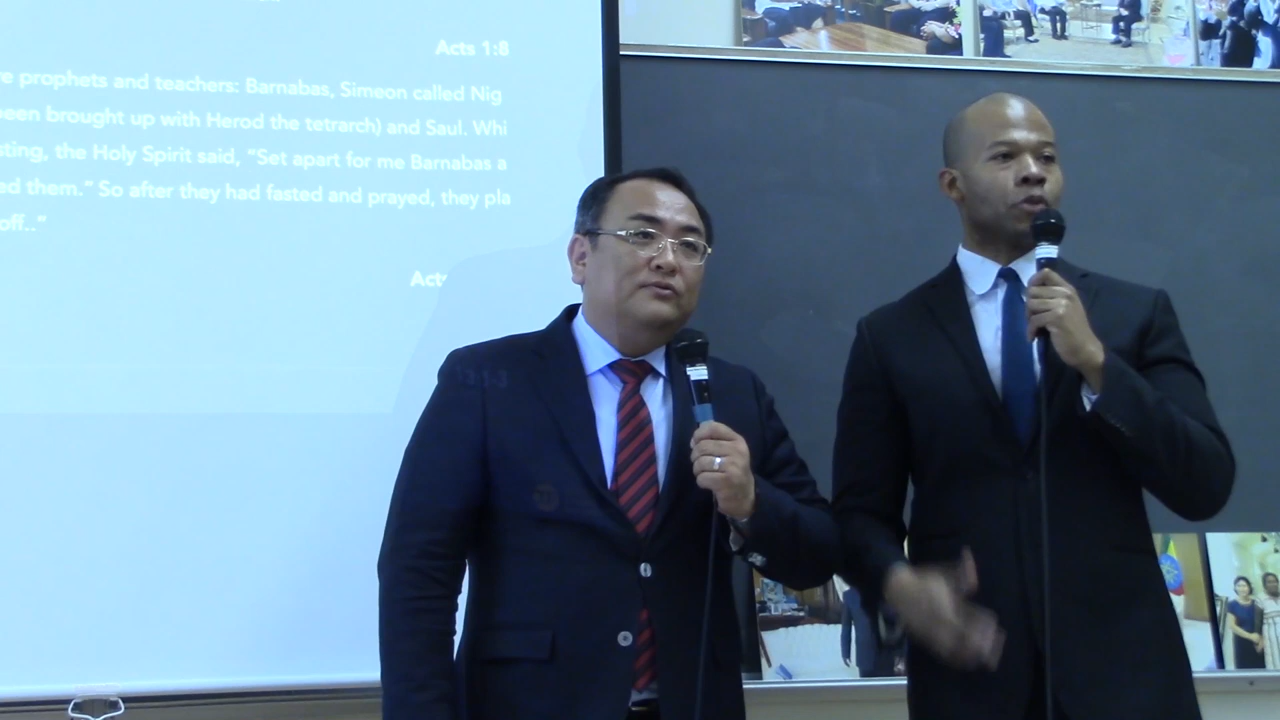 Acts 1:8
e prophets and teachers: Barnabas, Simeon called Nig
een brought up with Herod the tetrarch) and Saul. Whi
sting, the Holy Spirit said, “Set apart for me Barnabas a
ed them.” So after they had fasted and prayed, they pla
off..”
Acts